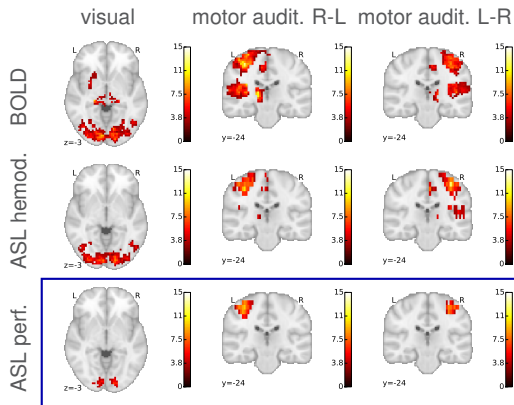 visual motor audit. R-L motor audit. L-R
BOLD
L R 15 11 7.5 3.8 0 z=-3
L R 15 11 7.5 3.8 0 y=-24
L R 15 11 7.5 3.8 0 y=-24
ASL hemod.
15 11 7.5 3.8 0 z=-3
L R 15 11 7.5 3.8 0 y=-24
L R 15 11 7.5 3.8 0 y=-24
ASL perf.
L R 15 11 7.5 3.8 0 z=-3
L R 15 11 7.5 3.8 0 y=-24
L R 15 11 7.5 3.8 0 y=-24